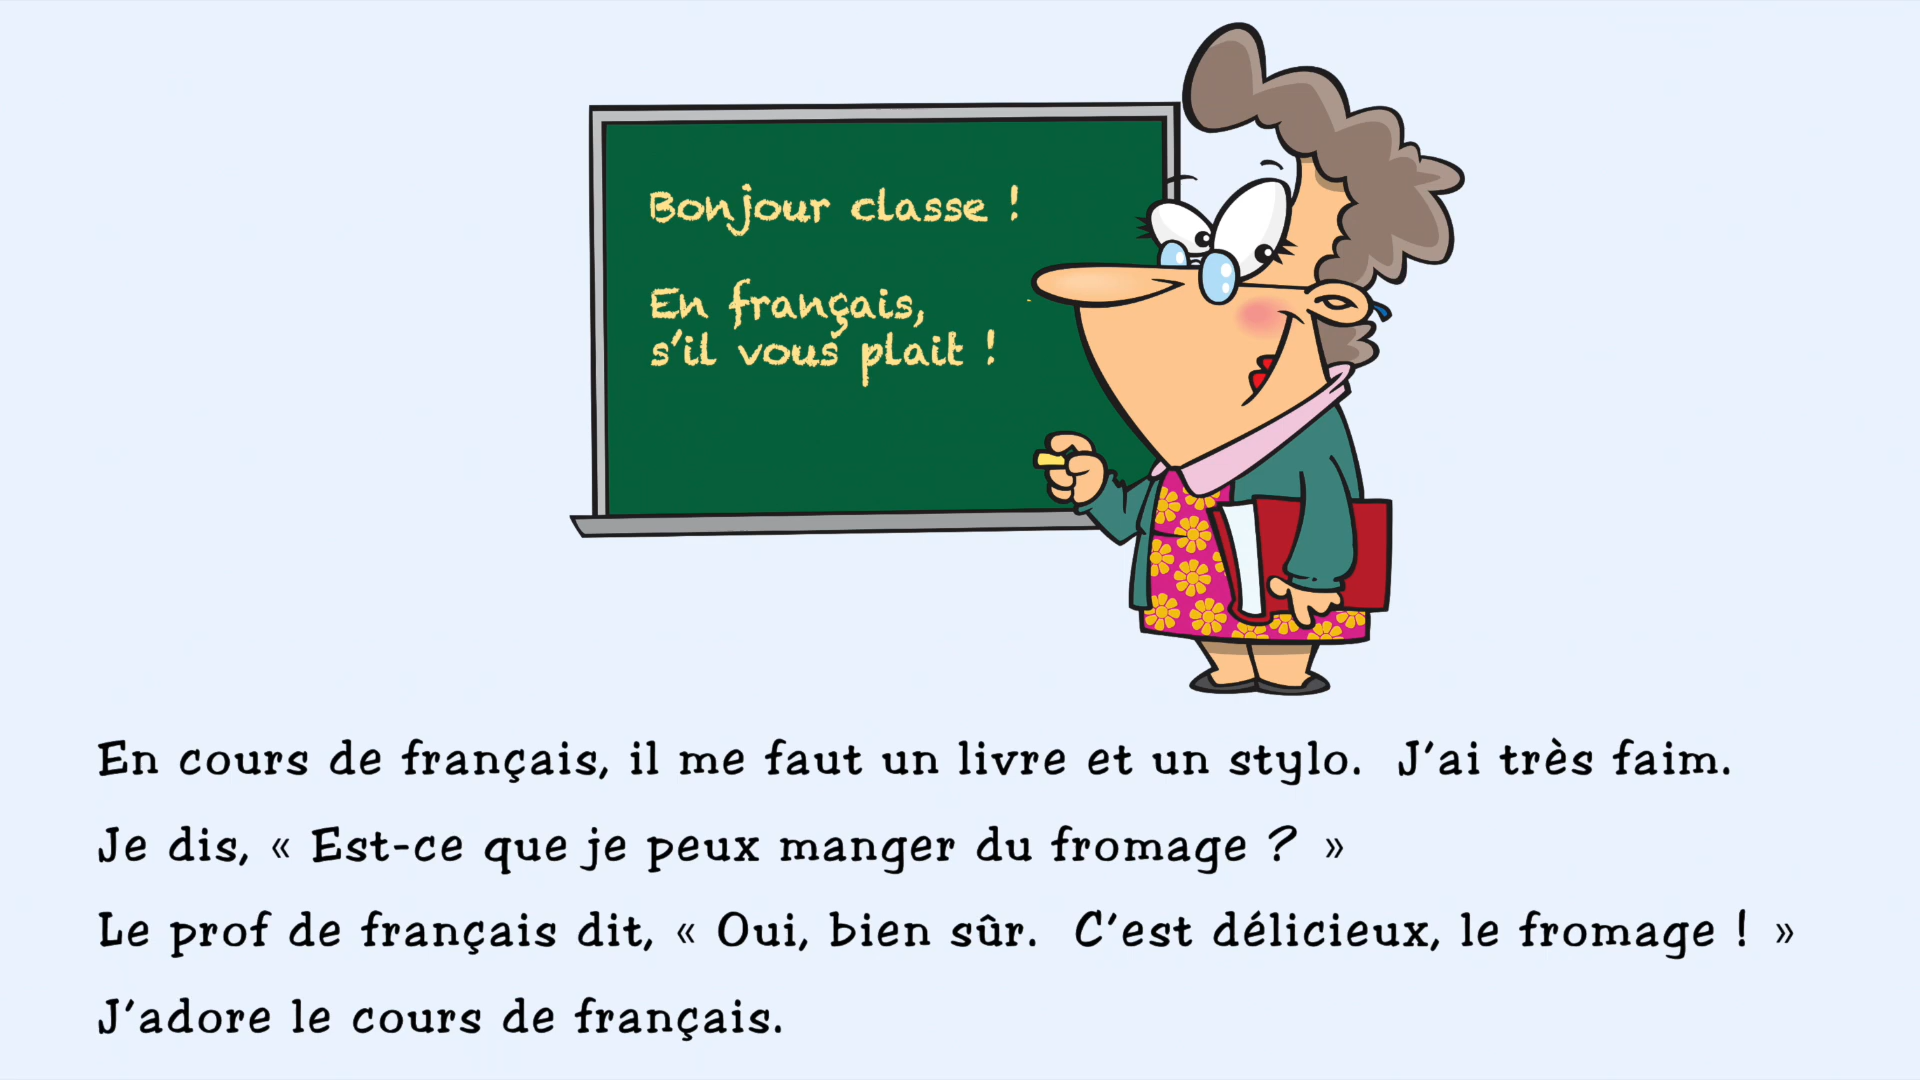 Bonjour classe !
En français,
s'il vous plait !
En cours de français, il me faut un livre et un stylo. J'ai très faim.
Je dis, « Est-ce que je peux manger du fromage ? »
Le prof de français dit, « Oui, bien sûr. C'est délicieux, le fromage ! »
J'adore le cours de français.